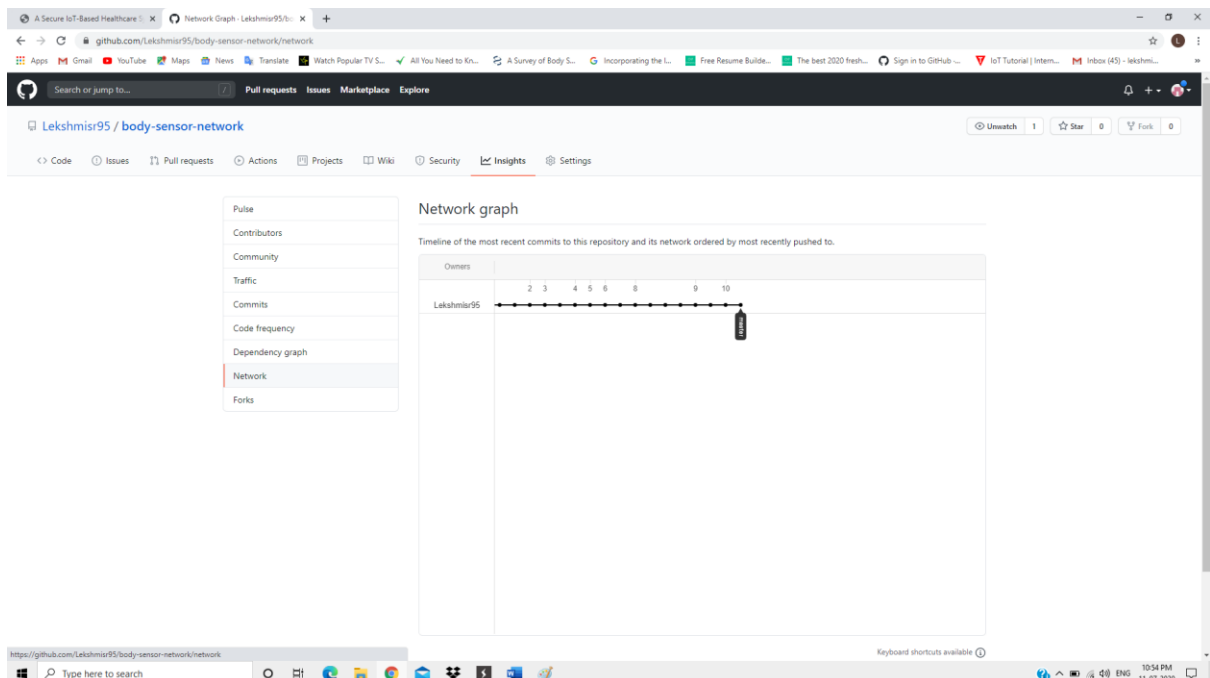 A Secure IoT-Based Healthcare S
Network Graph · Lekshmisr95/bo
github.com/Lekshmisr95/body-sensor-network/network
Apps Gmail YouTube Maps News Translate Watch Popular TV S... All You Need to Kn... A Survey of Body S... Incorporating the I... Free Resume Builde... The best 2020 fresh... Sign in to GitHub ·... IoT Tutorial | Intern... Inbox (45) - lekshmi...
Search or jump to... / Pull requests Issues Marketplace Explore
Lekshmisr95 / body-sensor-network
Unwatch 1 Star 0 Fork 0
Code Issues Pull requests Actions Projects Wiki Security Insights Settings
Pulse
Contributors
Community
Traffic
Commits
Code frequency
Dependency graph
Network
Forks
Network graph
Timeline of the most recent commits to this repository and its network ordered by most recently pushed to.
Owners
2 3 4 5 6 8 9 10
Lekshmisr95
master
Keyboard shortcuts available
https://github.com/Lekshmisr95/body-sensor-network/network
Type here to search
ENG
10:54 PM
11-07-2020